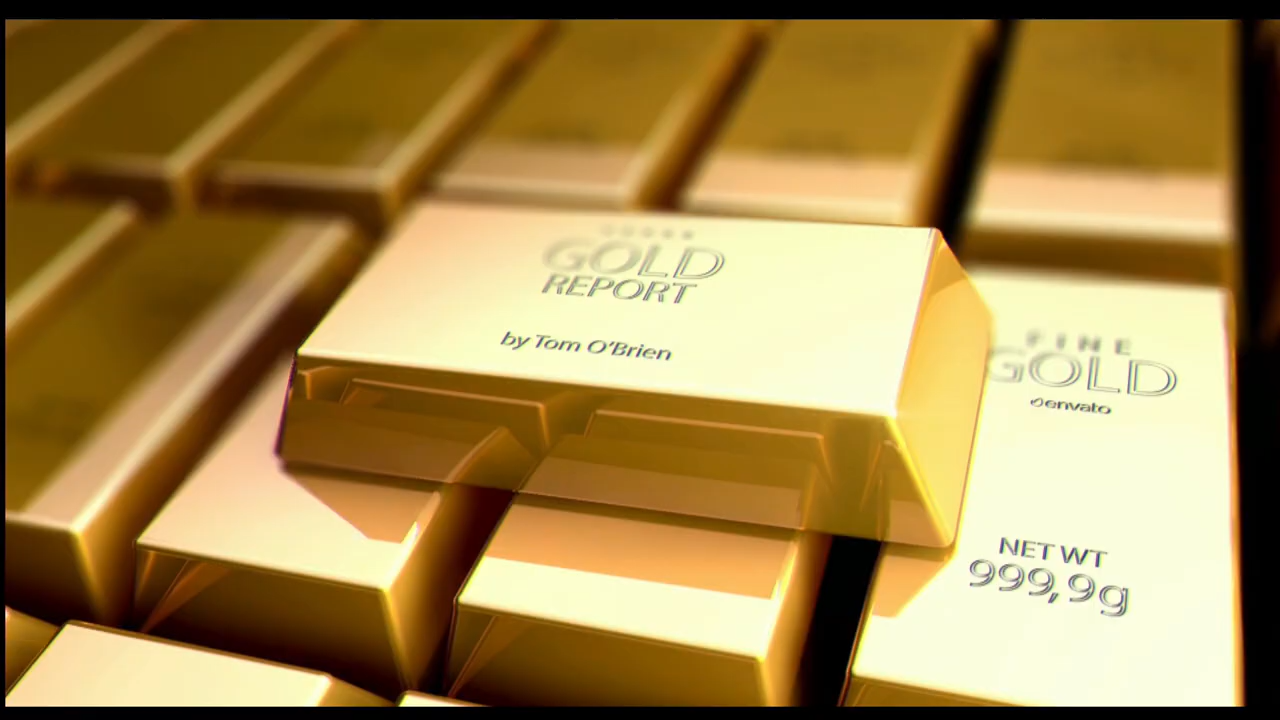 GOLD
REPORT
by Tom O'Brien
FINE
GOLD
envato
NET WT
999,9g